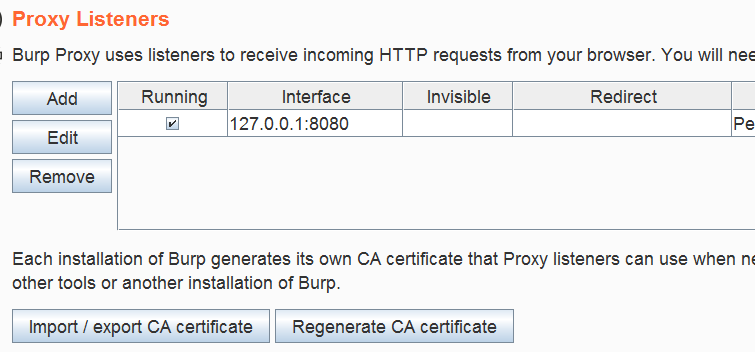 Proxy Listeners
Burp Proxy uses listeners to receive incoming HTTP requests from your browser. You will
Add
Running Interface Invisible Redirect
127.0.0.1:8080
Edit
Remove
Each installation of Burp generates its own CA certificate that Proxy listeners can use when
other tools or another installation of Burp.
Import / export CA certificate Regenerate CA certificate